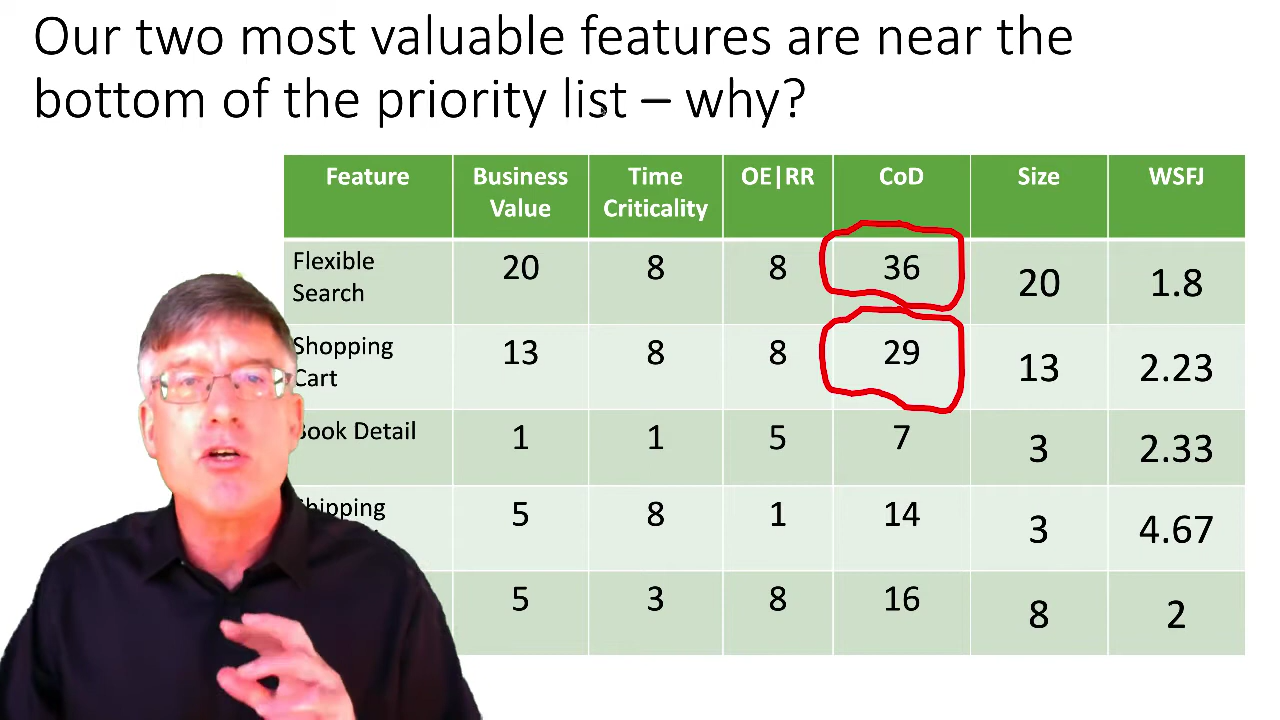 Our two most valuable features are near the
bottom of the priority list – why?
Feature Business Value Time Criticality OE|RR CoD Size WSFJ
Flexible Search 20 8 8 36 20 1.8
Shopping Cart 13 8 8 29 13 2.23
Book Detail 1 1 5 7 3 2.33
Shipping 5 8 1 14 3 4.67
5 3 8 16 8 2